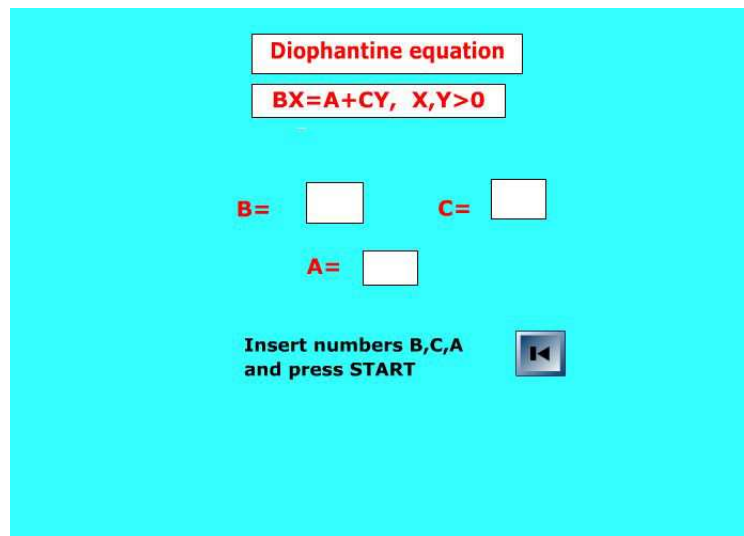 Diophantine equation
BX=A+CY, X,Y>0
B= C=
A=
Insert numbers B,C,A
and press START